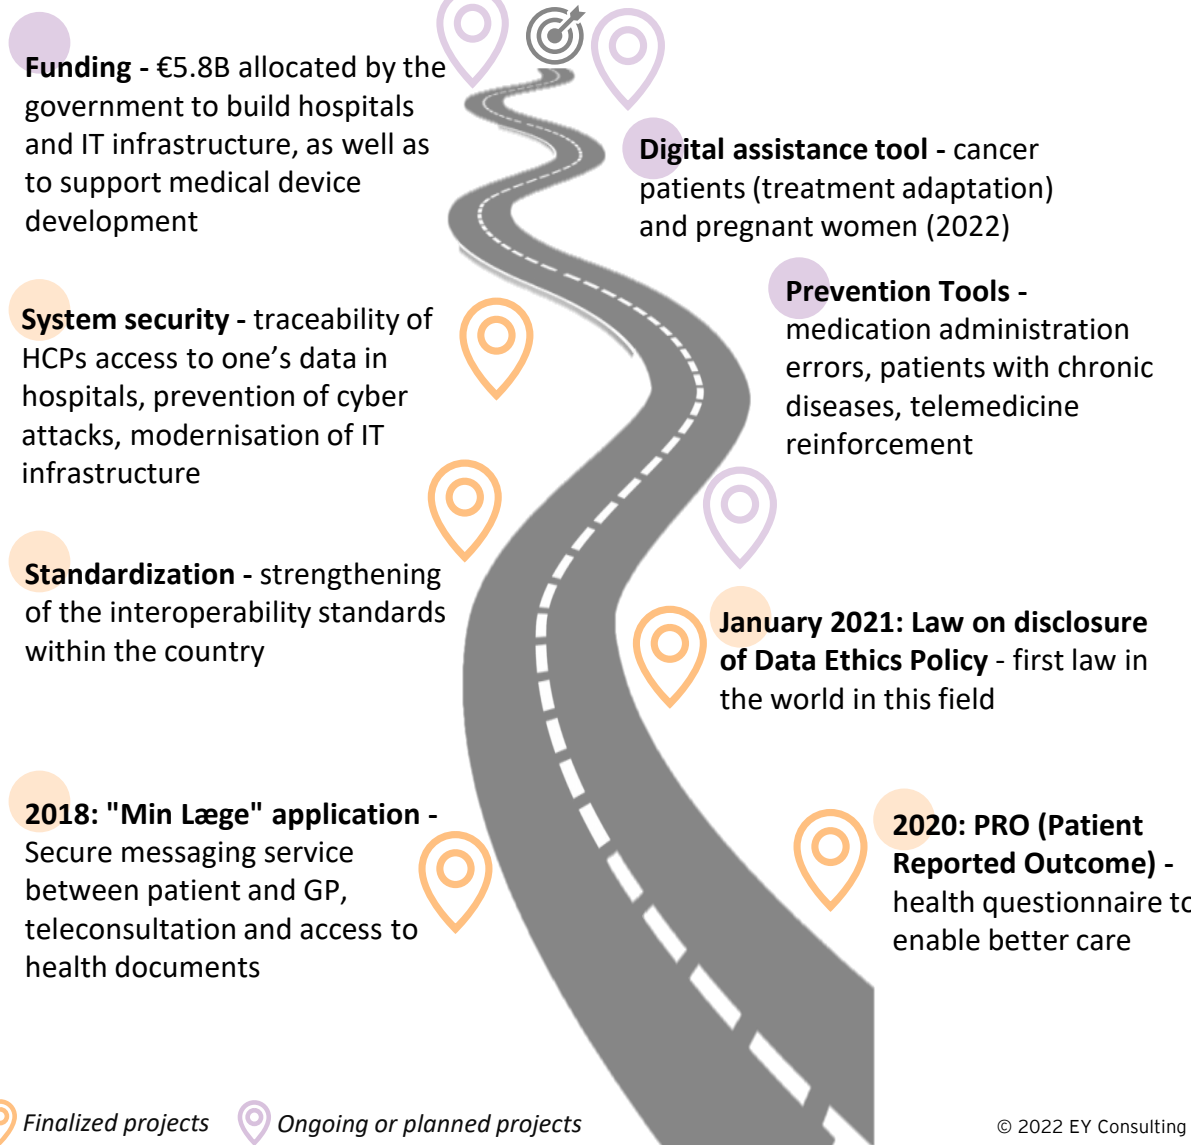 Funding - €5.8B allocated by the
government to build hospitals
and IT infrastructure, as well as
to support medical device
development
Digital assistance tool - cancer
patients (treatment adaptation)
and pregnant women (2022)
System security - traceability of
HCPs access to one's data in
hospitals, prevention of cyber
attacks, modernisation of IT
infrastructure
Prevention Tools -
medication administration
errors, patients with chronic
diseases, telemedicine
reinforcement
Standardization - strengthening
of the interoperability standards
within the country
January 2021: Law on disclosure
of Data Ethics Policy - first law in
the world in this field
2018: "Min Læge" application -
Secure messaging service
between patient and GP,
teleconsultation and access to
health documents
2020: PRO (Patient
Reported Outcome) -
health questionnaire to
enable better care
Finalized projects
Ongoing or planned projects
© 2022 EY Consulting